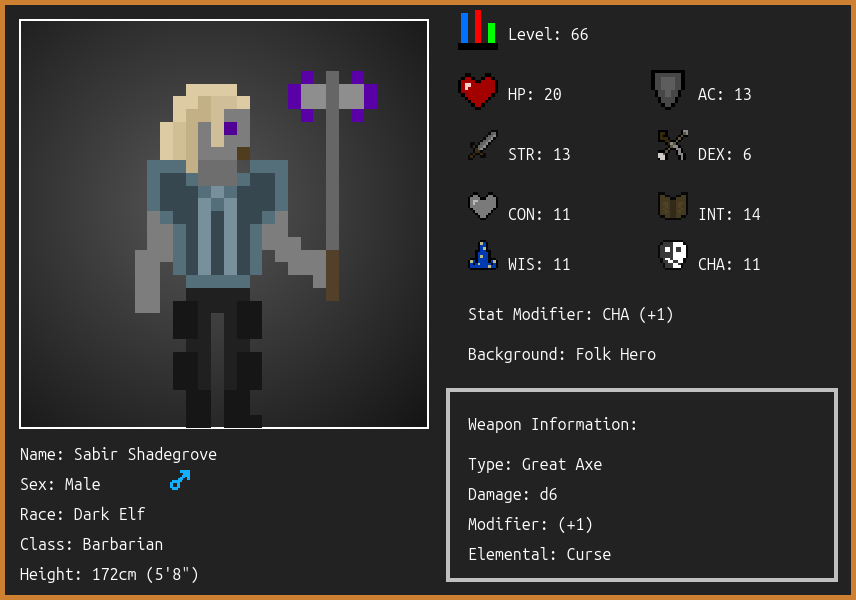 Level: 66
HP: 20
AC: 13
STR: 13
DEX: 6
CON: 11
INT: 14
WIS: 11
CHA: 11
Stat Modifier: CHA (+1)
Background: Folk Hero
Weapon Information:
Type: Great Axe
Damage: d6
Modifier: (+1)
Elemental: Curse
Name: Sabir Shadegrove
Sex: Male
Race: Dark Elf
Class: Barbarian
Height: 172cm (5'8")